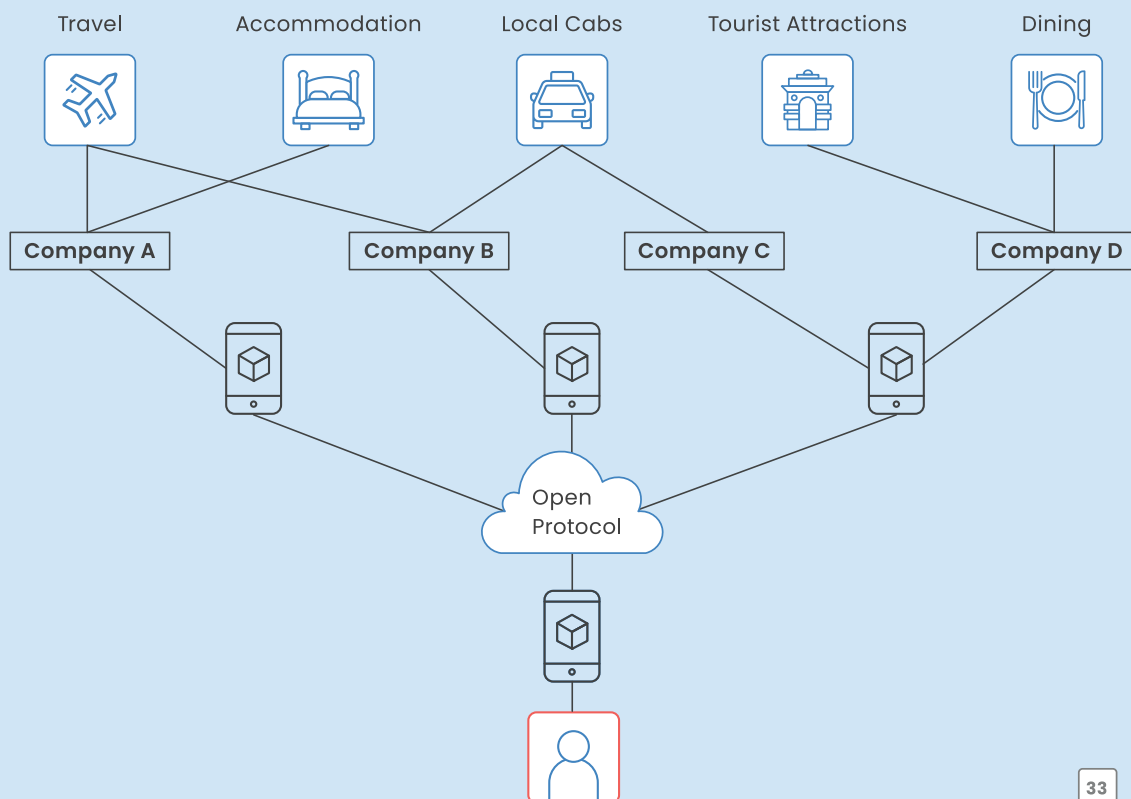 Travel
Accommodation
Local Cabs
Tourist Attractions
Dining
Company A
Company B
Company C
Company D
Open
Protocol
33